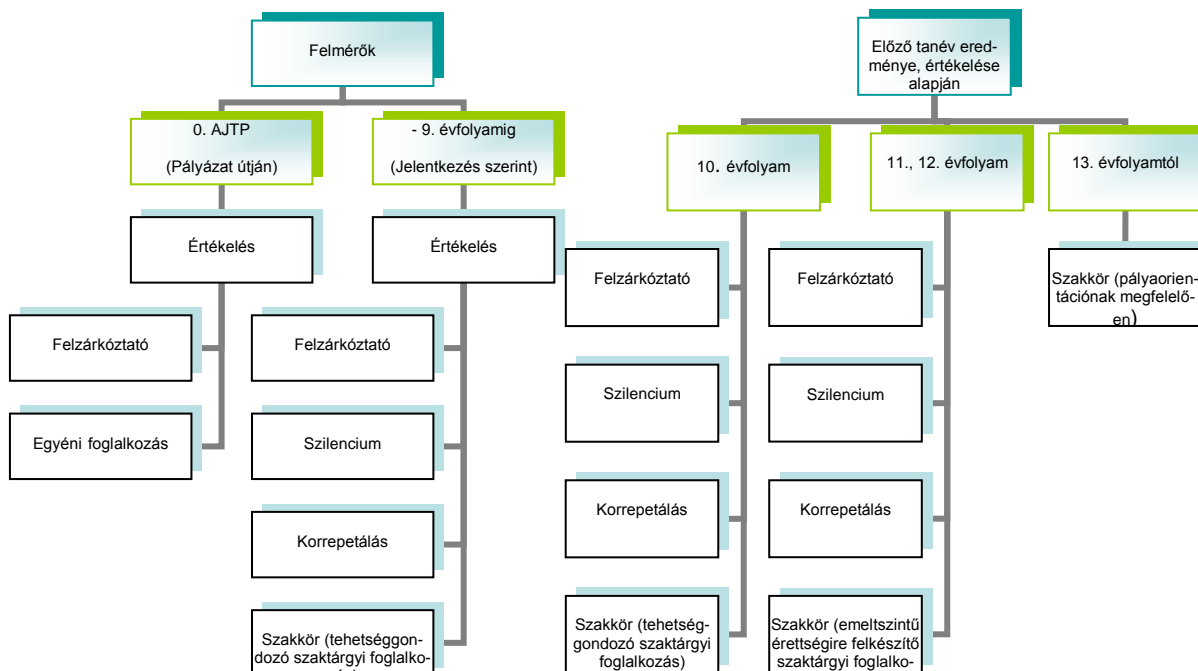 Felmérők
0. AJTP
(Pályázat útján)
- 9. évfolyamig
(Jelentkezés szerint)
Értékelés
Értékelés
Felzárkóztató
Egyéni foglalkozás
Felzárkóztató
Szilencium
Korrepetálás
Szakkör (tehetséggon-
dozó szaktárgyi foglalko-
Előző tanév ered-
ménye, értékelése
alapján
10. évfolyam
11., 12. évfolyam
13. évfolyamtól
Felzárkóztató
Szilencium
Korrepetálás
Szakkör (tehetség-
gondozó szaktárgyi
foglalkozás)
Felzárkóztató
Szilencium
Korrepetálás
Szakkör (emeltszintű
érettségire felkészítő
szaktárgyi foglalko-
Szakkör (pályaorien-
tációnak megfelelő-
en)